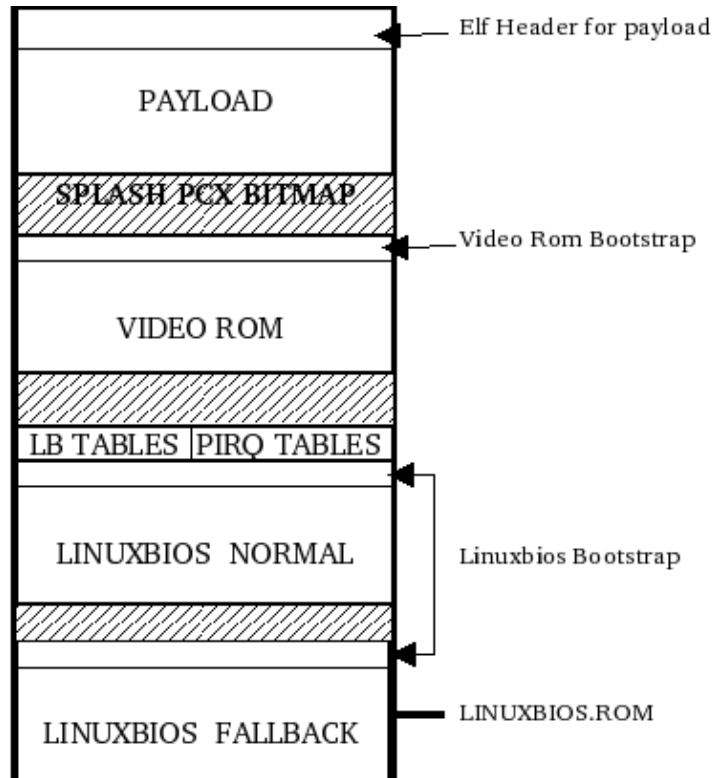 Elf Header for payload
PAYLOAD
SPLASH PCX BITMAP
Video Rom Bootstrap
VIDEO ROM
LB TABLES PIRQ TABLES
LINUXBIOS NORMAL
Linuxbios Bootstrap
LINUXBIOS.ROM
LINUXBIOS FALLBACK